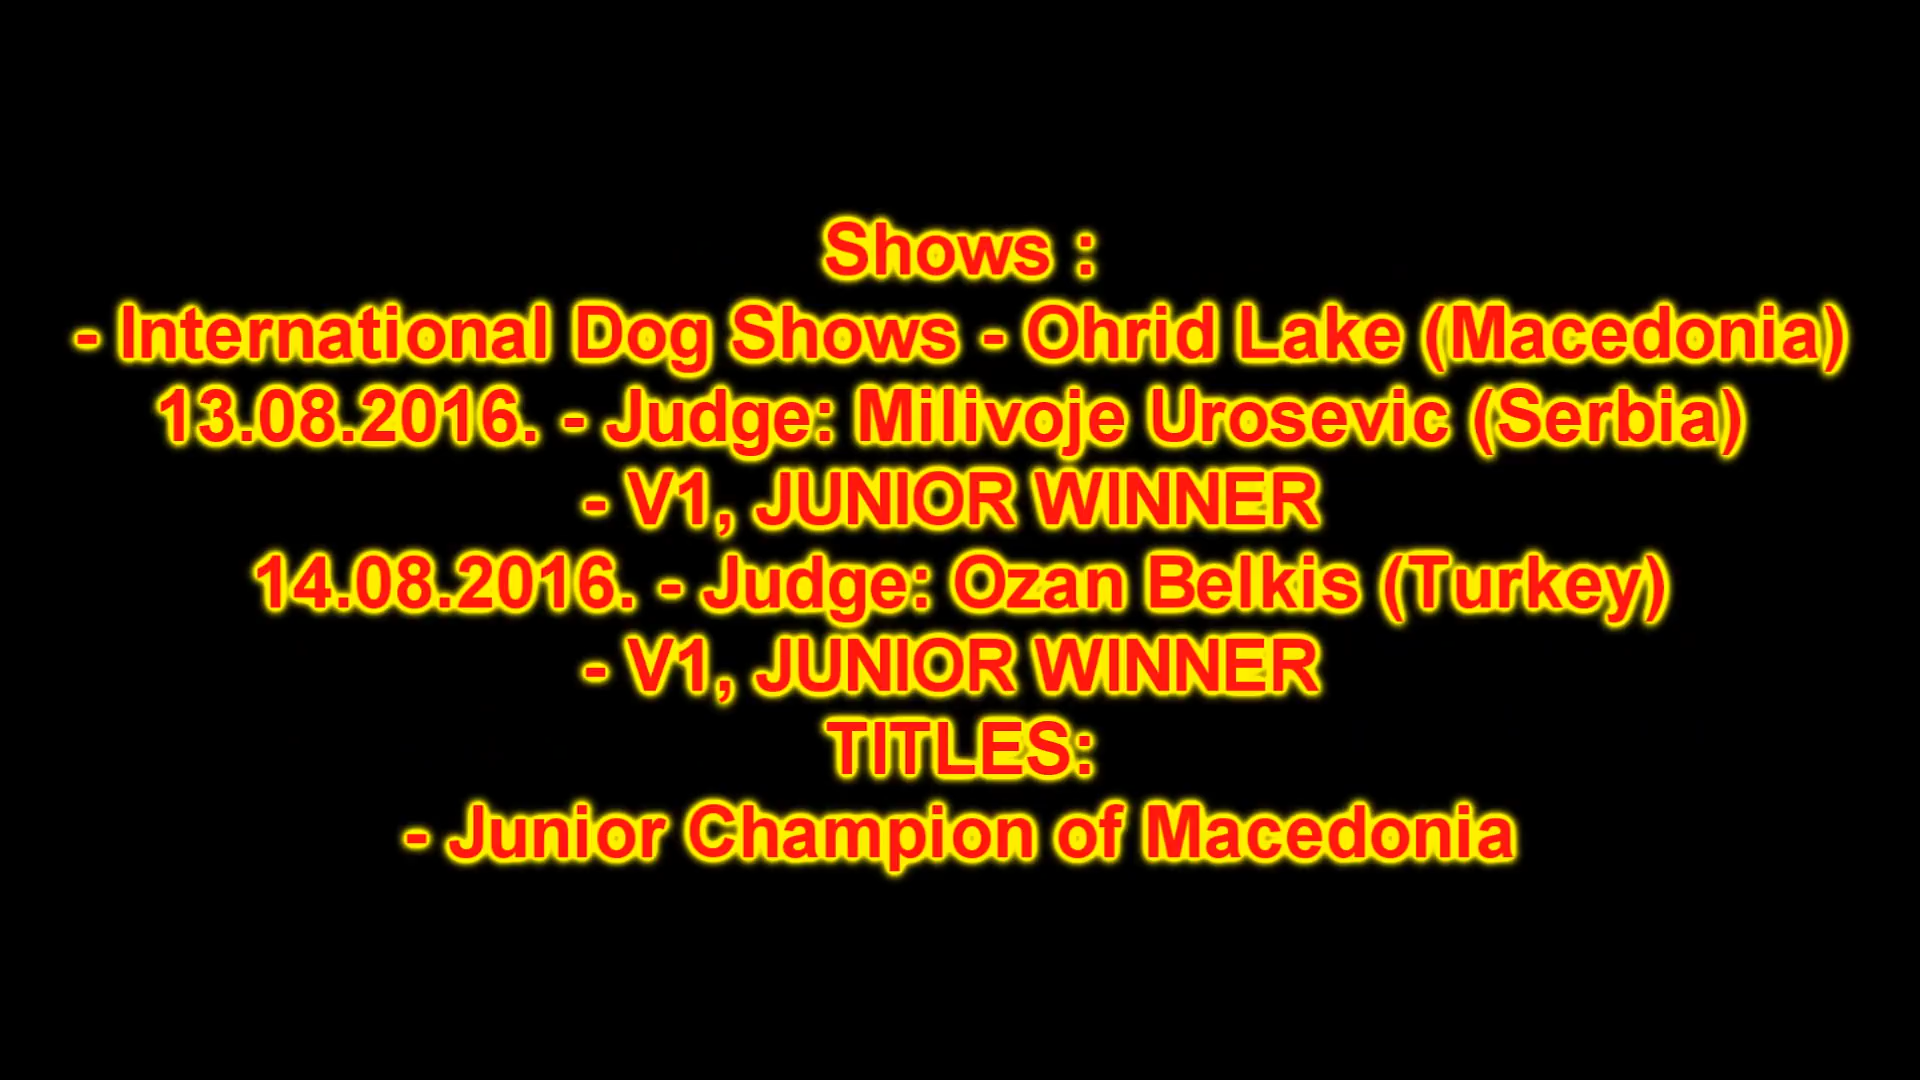 Shows :
- International Dog Shows - Ohrid Lake (Macedonia)
13.08.2016. - Judge: Milivoje Urosevic (Serbia)
- V1, JUNIOR WINNER
14.08.2016. - Judge: Ozan Belkis (Turkey)
- V1, JUNIOR WINNER
TITLES:
- Junior Champion of Macedonia